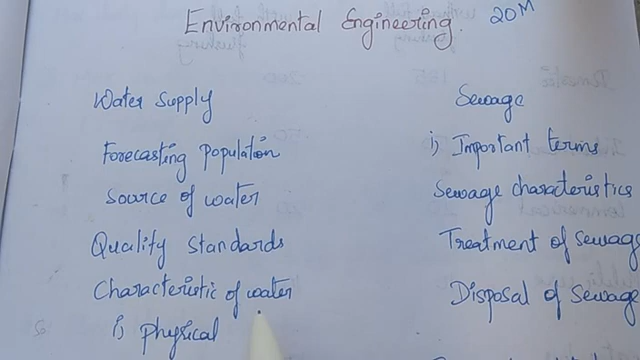 Environmental Engineering. 20M
Water Supply
Forecasting Population
Source of water
Quality Standards
Characteristic of water
i) Physical
Sewage
i) Important terms
Sewage characteristics
Treatment of sewage
Disposal of Sewage